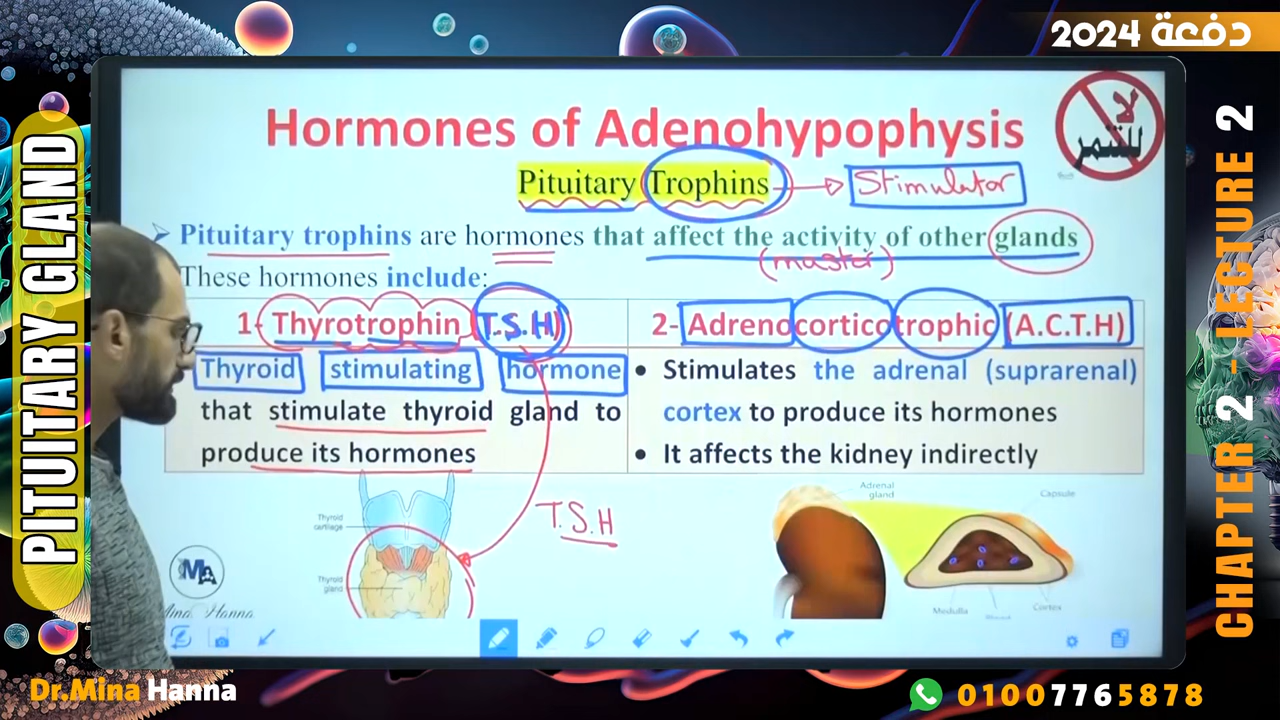 دفعة 2024
لا
للتنمر
Hormones of Adenohypophysis
Pituitary Trophins
Stimulator
Pituitary trophins are hormones that affect the activity of other glands
(master)
These hormones include:
1- Thyrotrophin (T.S.H)
Thyroid stimulating hormone
that stimulate thyroid gland to
produce its hormones
2- Adrenocorticotrophic (A.C.T.H)
• Stimulates the adrenal (suprarenal)
cortex to produce its hormones
• It affects the kidney indirectly
Thyroid
cartilage
Thyroid
gland
T.S.H
Adrenal
gland
Capsule
Medulla
Cortex
MA
Mina Hanna
PITUITARY GLAND
CHAPTER 2 - LECTURE 2
Dr.Mina Hanna
01007765878